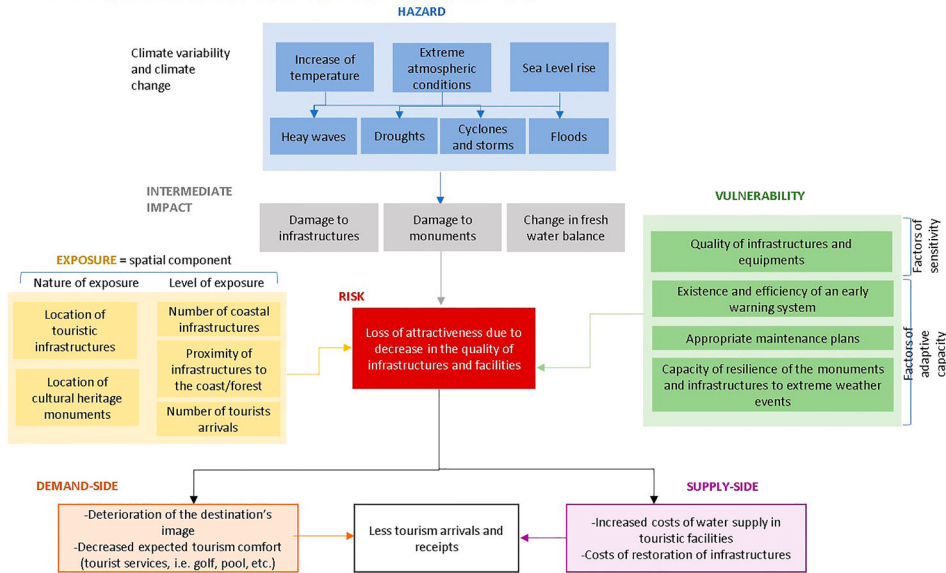 HAZARD
Climate variability
and climate
change
Increase of
temperature
Extreme
atmospheric
conditions
Sea Level rise
Heay waves
Droughts
Cyclones
and storms
Floods
INTERMEDIATE
IMPACT
Damage to
infrastructures
Damage to
monuments
Change in fresh
water balance
VULNERABILITY
Quality of infrastructures and
equipments
Factors of
sensitivity
Existence and efficiency of an early
warning system
Appropriate maintenance plans
Capacity of resilience of the monuments
and infrastructures to extreme weather
events
Factors of
adaptive
capacity
EXPOSURE = spatial component
Nature of exposure
Level of exposure
Location of
touristic
infrastructures
Location of
cultural heritage
monuments
Number of coastal
infrastructures
Proximity of
infrastructures to
the coast/forest
Number of tourists
arrivals
RISK
Loss of attractiveness due to
decrease in the quality of
infrastructures and facilities
DEMAND-SIDE
-Deterioration of the destination's
image
-Decreased expected tourism comfort
(tourist services, i.e. golf, pool, etc.)
Less tourism arrivals and
receipts
SUPPLY-SIDE
-Increased costs of water supply in
touristic facilities
-Costs of restoration of infrastructures